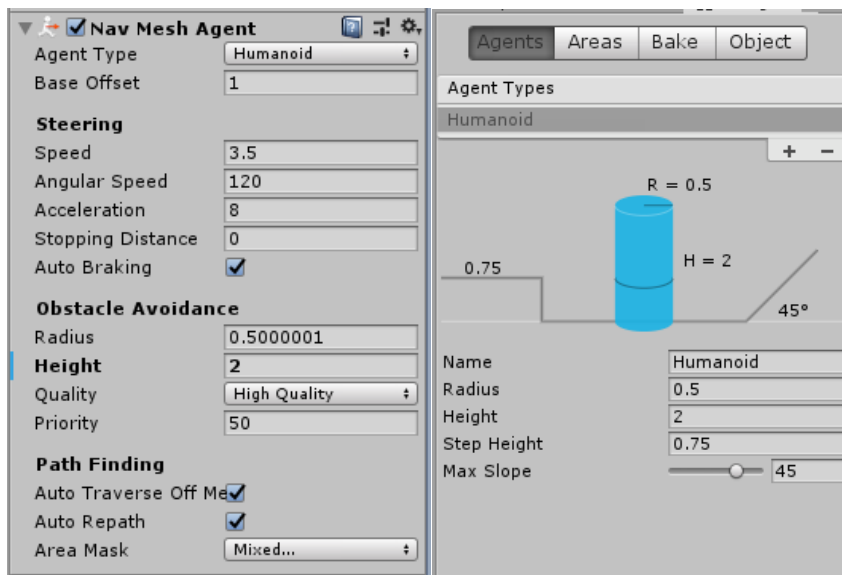 Nav Mesh Agent
Agent Type Humanoid
Base Offset 1
Steering
Speed 3.5
Angular Speed 120
Acceleration 8
Stopping Distance 0
Auto Braking
Obstacle Avoidance
Radius 0.5000001
Height 2
Quality High Quality
Priority 50
Path Finding
Auto Traverse Off Me
Auto Repath
Area Mask Mixed...
Agents Areas Bake Object
Agent Types
Humanoid
+ −
R = 0.5
0.75 H = 2
45°
Name Humanoid
Radius 0.5
Height 2
Step Height 0.75
Max Slope 45